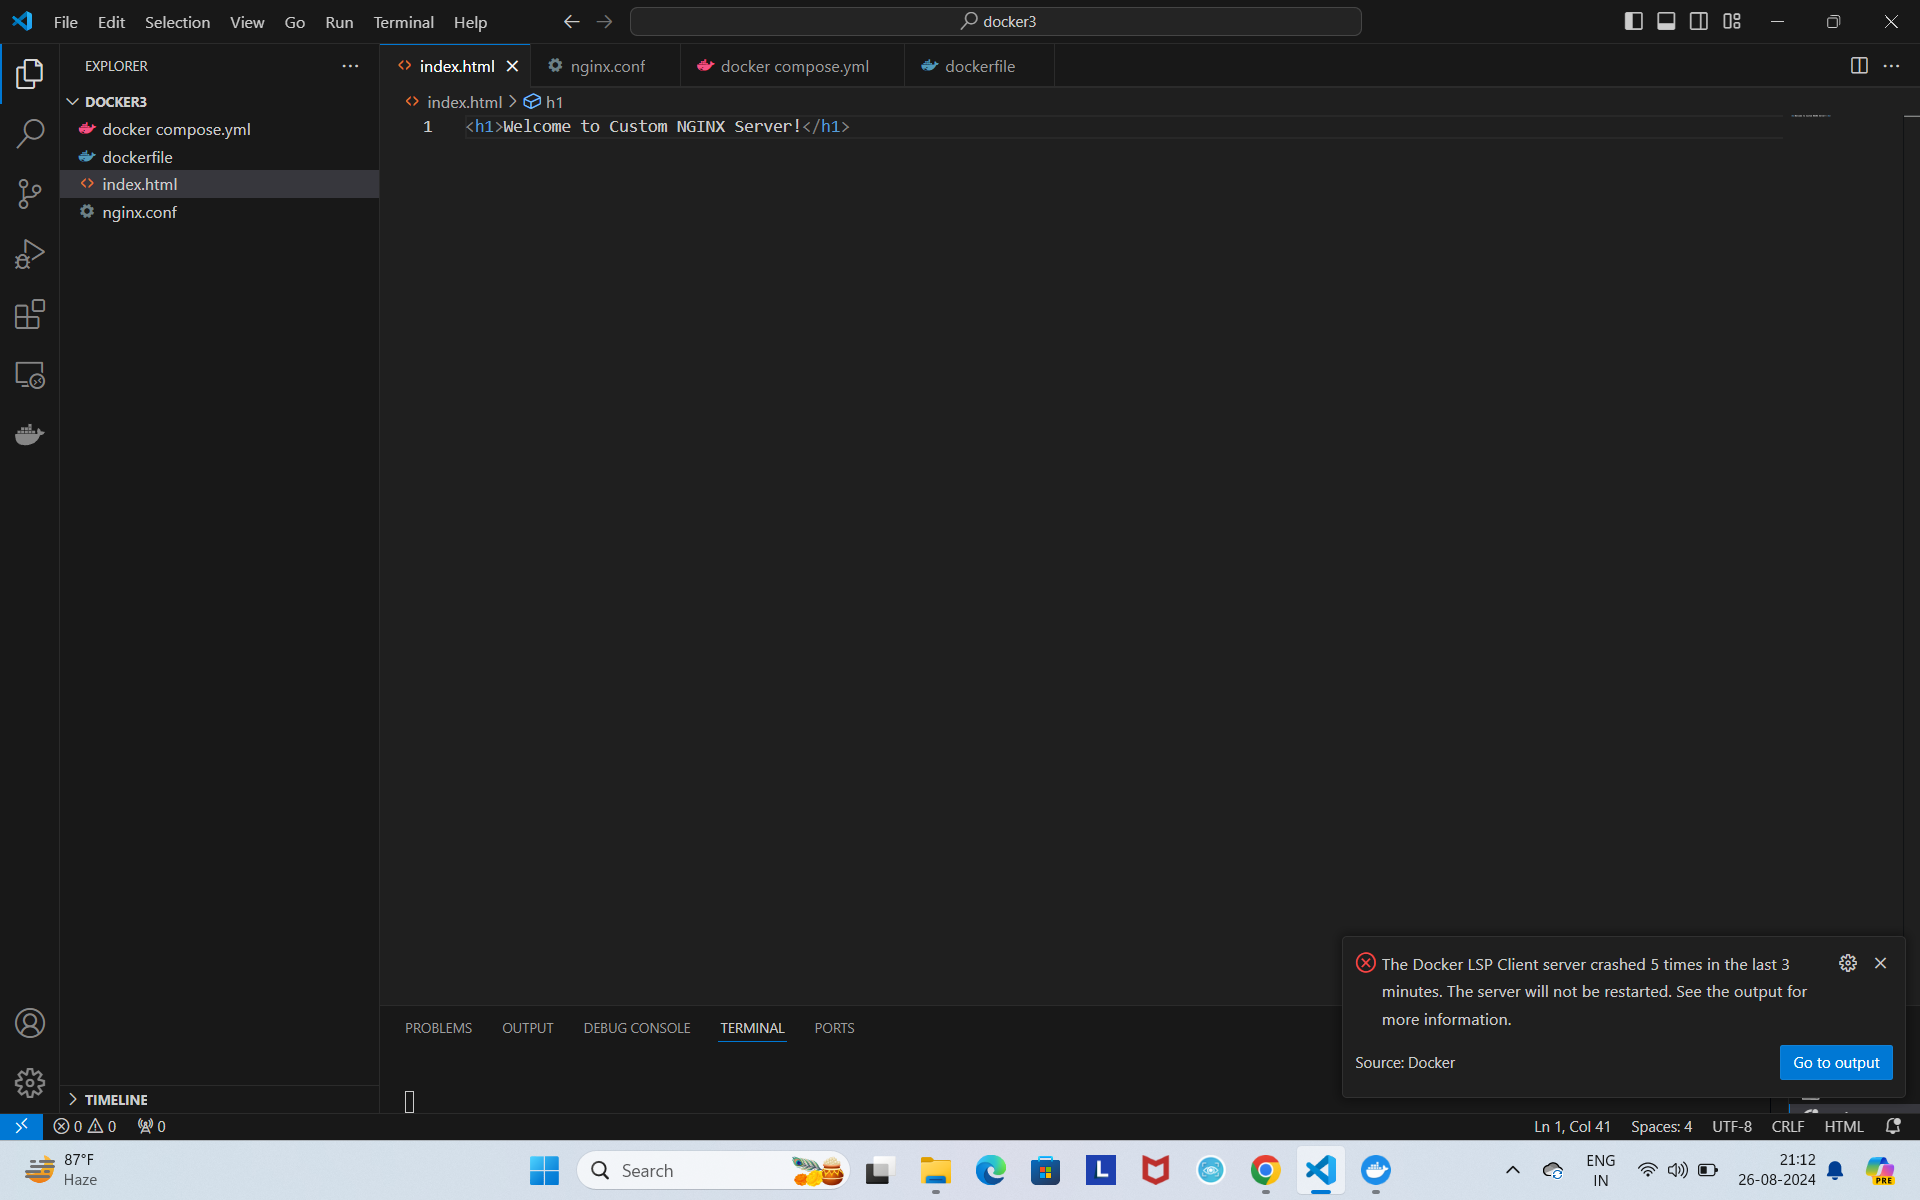 File Edit Selection View Go Run Terminal Help
docker3
EXPLORER
DOCKER3
docker compose.yml
dockerfile
index.html
nginx.conf
TIMELINE
index.html
nginx.conf
docker compose.yml
dockerfile
index.html > h1
1 <h1>Welcome to Custom NGINX Server!</h1>
PROBLEMS OUTPUT DEBUG CONSOLE TERMINAL PORTS
The Docker LSP Client server crashed 5 times in the last 3
minutes. The server will not be restarted. See the output for
more information.
Source: Docker
Go to output
0 0 0
Ln 1, Col 41 Spaces: 4 UTF-8 CRLF HTML
87°F
Haze
Search
L
ENG
IN
21:12
26-08-2024
PRE